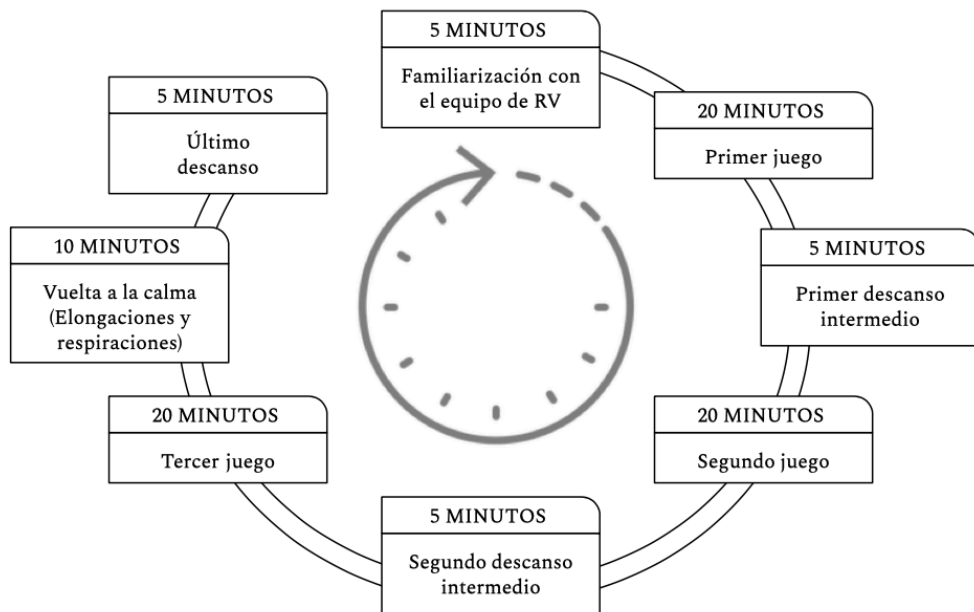 5 MINUTOS
Familiarización con
el equipo de RV
20 MINUTOS
Primer juego
5 MINUTOS
Primer descanso
intermedio
20 MINUTOS
Segundo juego
5 MINUTOS
Segundo descanso
intermedio
20 MINUTOS
Tercer juego
10 MINUTOS
Vuelta a la calma
(Elongaciones y
respiraciones)
5 MINUTOS
Último
descanso